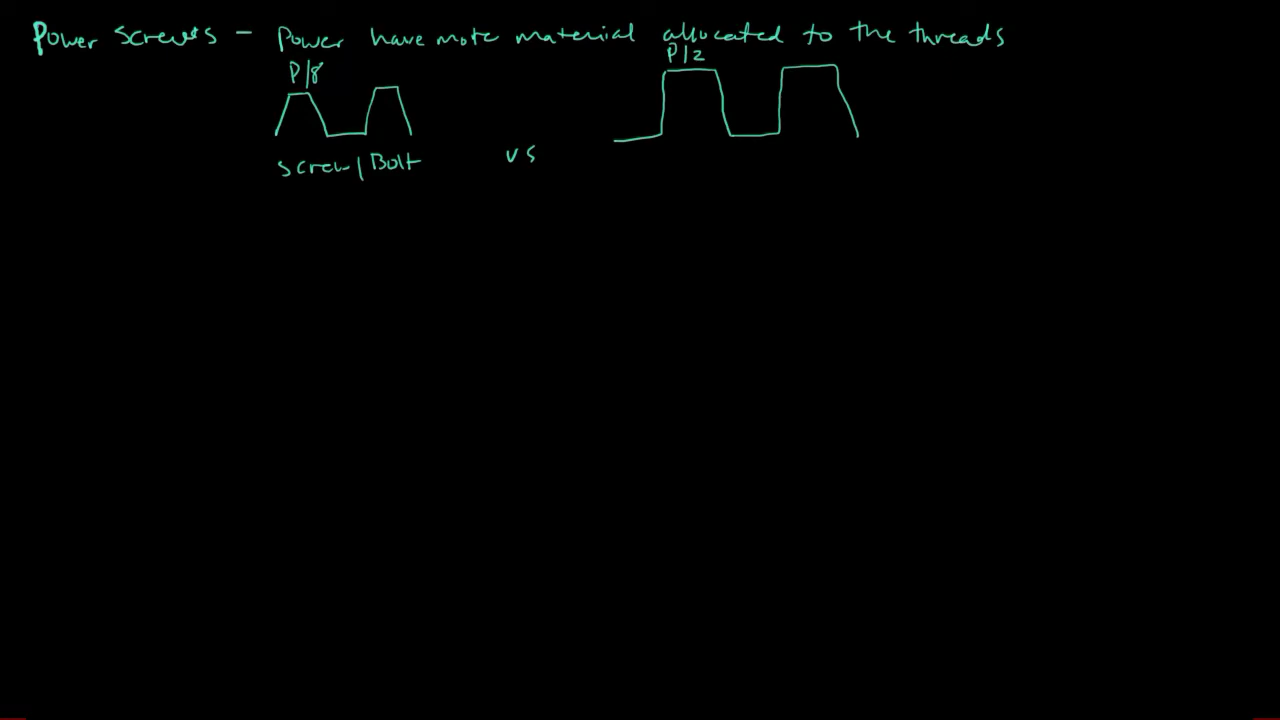 Power Screws - Power have more material allocated to the threads
P/8
P/2
Screw/Bolt vs